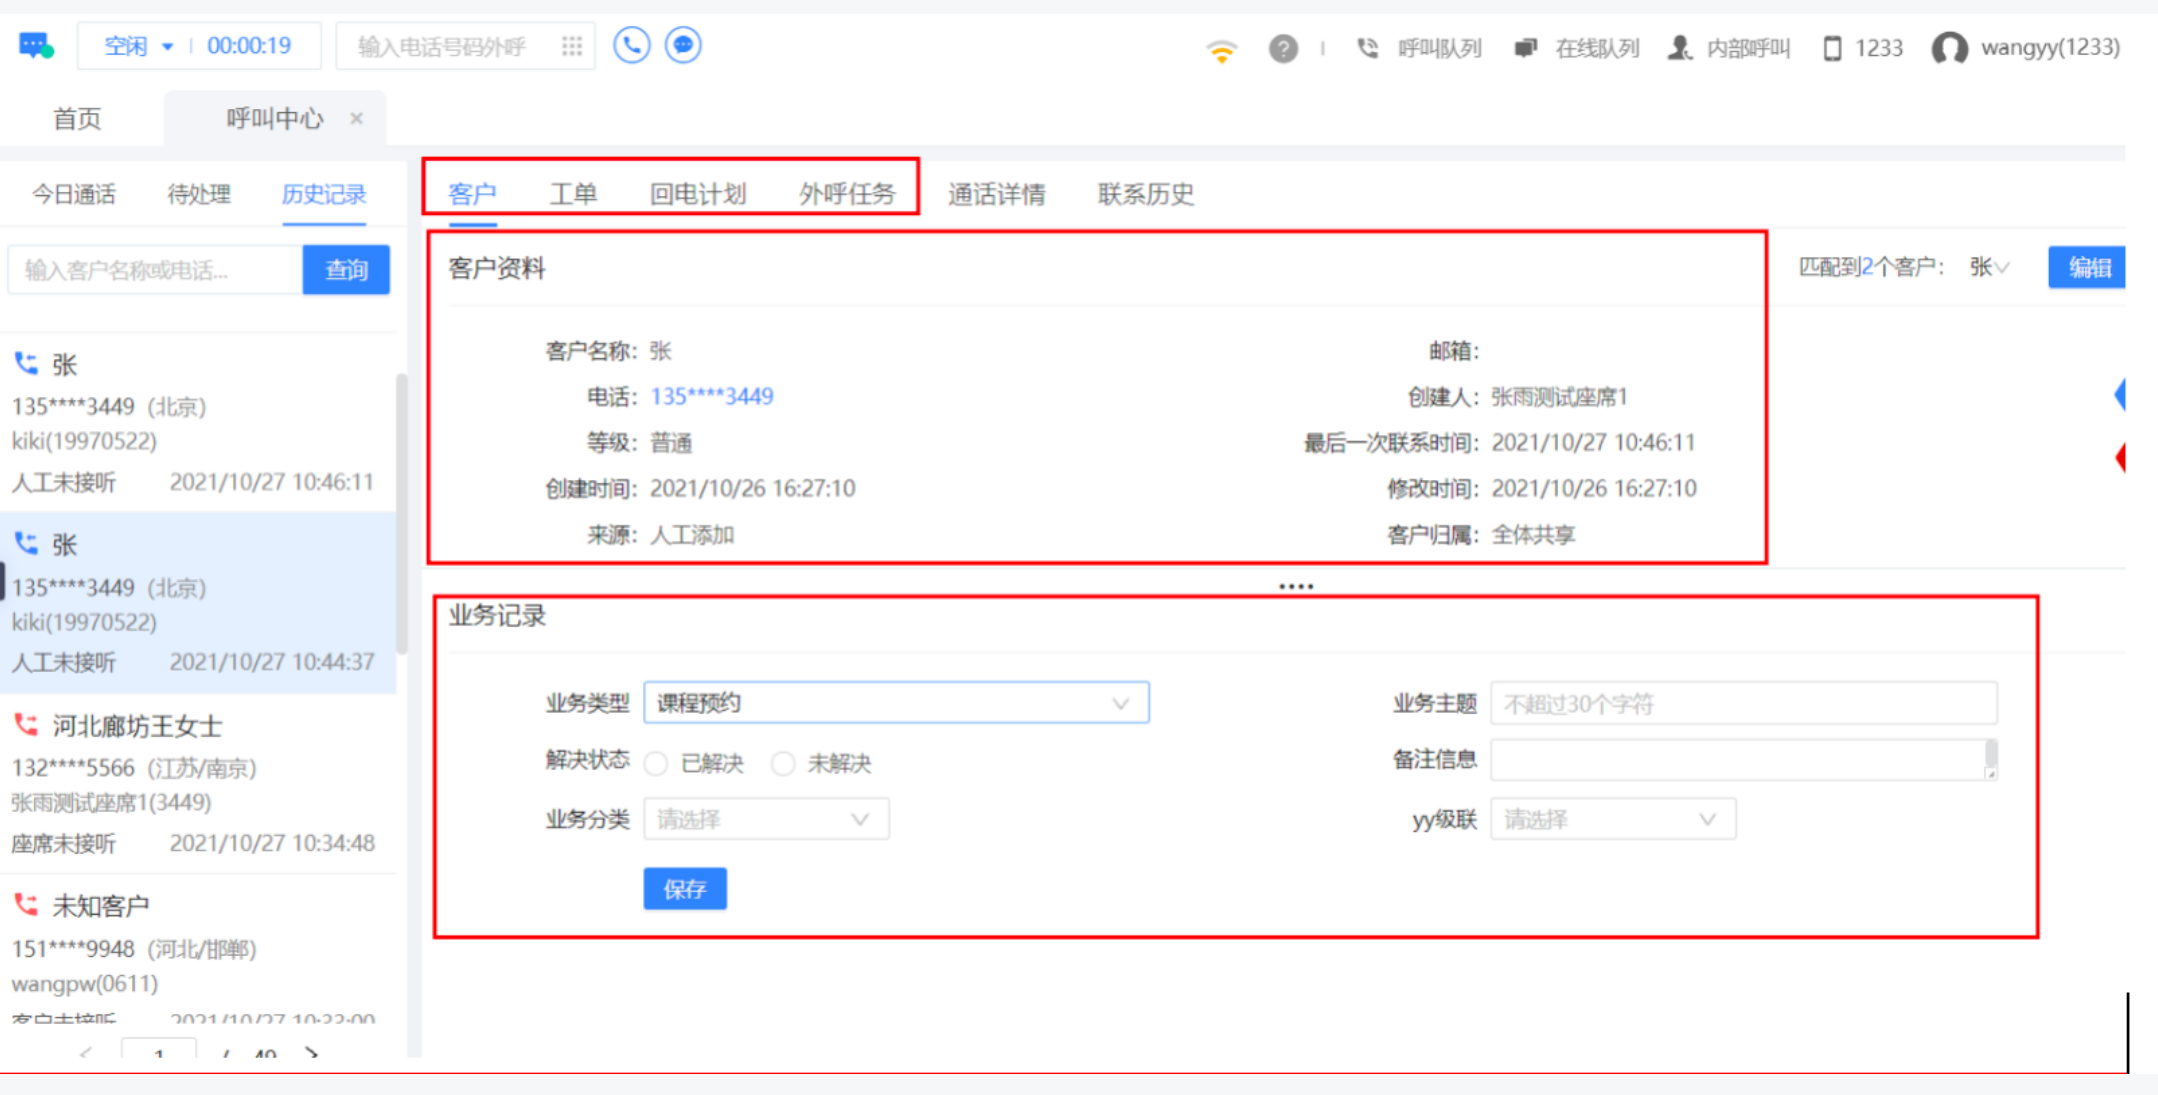 空闲 00:00:19 输入电话号码外呼 呼叫队列 在线队列 内部呼叫 1233 wangyy(1233)
首页 呼叫中心 ×
今日通话 待处理 历史记录
输入客户名称或电话... 查询
张
135****3449 (北京)
kiki(19970522)
人工未接听 2021/10/27 10:46:11
张
135****3449 (北京)
kiki(19970522)
人工未接听 2021/10/27 10:44:37
河北廊坊王女士
132****5566 (江苏/南京)
张雨测试座席1(3449)
座席未接听 2021/10/27 10:34:48
未知客户
151****9948 (河北/邯郸)
wangpw(0611)
客户未接听 2021/10/27 10:33:00
< 1 / 49 >
客户 工单 回电计划 外呼任务 通话详情 联系历史
客户资料 匹配到2个客户: 张 编辑
客户名称: 张 邮箱:
电话: 135****3449 创建人: 张雨测试座席1
等级: 普通 最后一次联系时间: 2021/10/27 10:46:11
创建时间: 2021/10/26 16:27:10 修改时间: 2021/10/26 16:27:10
来源: 人工添加 客户归属: 全体共享
业务记录
业务类型 课程预约 业务主题 不超过30个字符
解决状态 已解决 未解决 备注信息
业务分类 请选择 yy级联 请选择
保存